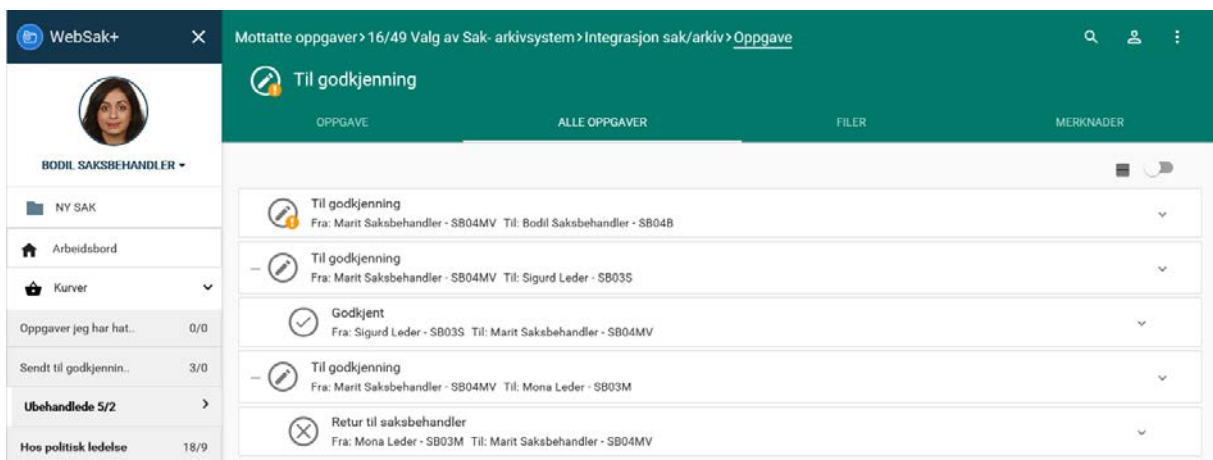 WebSak+
Mottatte oppgaver>16/49 Valg av Sak- arkivsystem>Integrasjon sak/arkiv>Oppgave
Til godkjenning
OPPGAVE ALLE OPPGAVER FILER MERKNADER
BODIL SAKSBEHANDLER
NY SAK
Arbeidsbord
Kurver
Oppgaver jeg har hat.. 0/0
Sendt til godkjennin.. 3/0
Ubehandlede 5/2
Hos politisk ledelse 18/9
Til godkjenning
Fra: Marit Saksbehandler - SB04MV Til: Bodil Saksbehandler - SB04B
Til godkjenning
Fra: Marit Saksbehandler - SB04MV Til: Sigurd Leder - SB03S
Godkjent
Fra: Sigurd Leder - SB03S Til: Marit Saksbehandler - SB04MV
Til godkjenning
Fra: Marit Saksbehandler - SB04MV Til: Mona Leder - SB03M
Retur til saksbehandler
Fra: Mona Leder - SB03M Til: Marit Saksbehandler - SB04MV